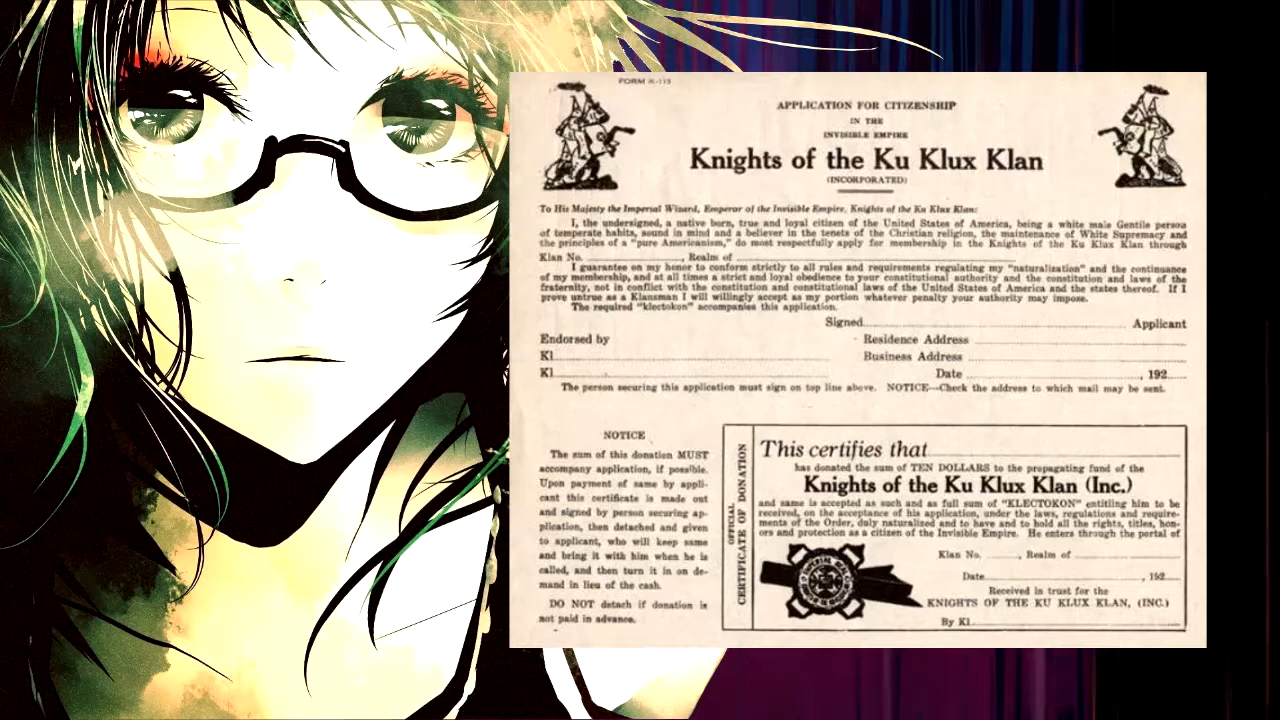 FORM K-115
APPLICATION FOR CITIZENSHIP
IN THE
INVISIBLE EMPIRE
Knights of the Ku Klux Klan
(INCORPORATED)
To His Majesty the Imperial Wizard, Emperor of the Invisible Empire, Knights of the Ku Klux Klan:
I, the undersigned, a native born, true and loyal citizen of the United States of America, being a white male Gentile person
of temperate habits, sound in mind and a believer in the tenets of the Christian religion, the maintenance of White Supremacy and
the principles of a "pure Americanism," do most respectfully apply for membership in the Knights of the Ku Klux Klan through
Klan No. , Realm of
I guarantee on my honor to conform strictly to all rules and requirements regulating my "naturalization" and the continuance
of my membership, and at all times a strict and loyal obedience to your constitutional authority and the constitution and laws of the
fraternity, not in conflict with the constitution and constitutional laws of the United States of America and the states thereof. If I
prove untrue as a Klansman I will willingly accept as my portion whatever penalty your authority may impose.
The required "klectokon" accompanies this application.
Signed Applicant
Endorsed by Residence Address
Kl. Business Address
Kl. Date , 192
The person securing this application must sign on top line above. NOTICE—Check the address to which mail may be sent.
NOTICE
The sum of this donation MUST
accompany application, if possible.
Upon payment of same by appli-
cant this certificate is made out
and signed by person securing ap-
plication, then detached and given
to applicant, who will keep same
and bring it with him when he is
called, and then turn it in on de-
mand in lieu of the cash.
DO NOT detach if donation is
not paid in advance.
OFFICIAL
CERTIFICATE OF DONATION
This certifies that
has donated the sum of TEN DOLLARS to the propagating fund of the
Knights of the Ku Klux Klan (Inc.)
and same is accepted as such and as full sum of "KLECTOKON" entitling him to be
received, on the acceptance of his application, under the laws, regulations and require-
ments of the Order, duly naturalized and to have and to hold all the rights, titles, hon-
ors and protection as a citizen of the Invisible Empire. He enters through the portal of
Klan No. , Realm of
Date , 192
Received in trust for the
KNIGHTS OF THE KU KLUX KLAN, (INC.)
By Kl.